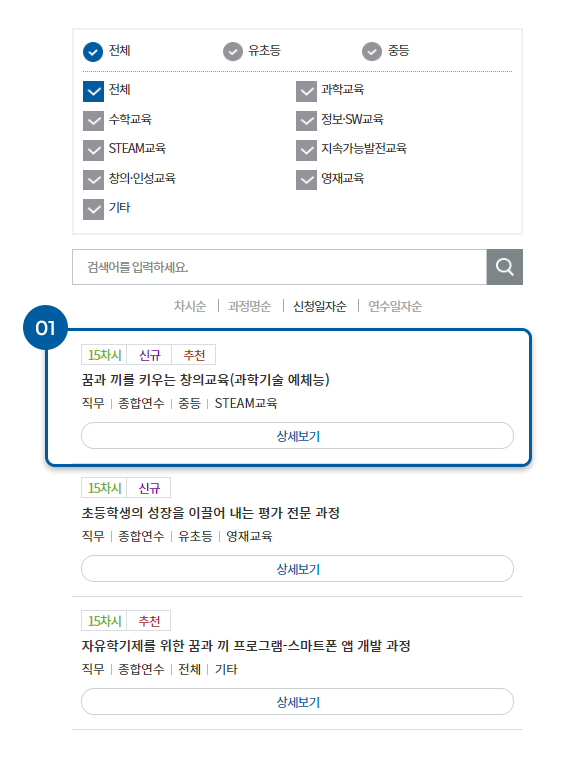 전체 유초등 중등
전체 과학교육
수학교육 정보·SW교육
STEAM교육 지속가능발전교육
창의·인성교육 영재교육
기타
검색어를 입력하세요.
차시순 | 과정명순 | 신청일자순 | 연수일자순
01
15차시 신규 추천
꿈과 끼를 키우는 창의교육(과학기술 예체능)
직무 | 종합연수 | 중등 | STEAM교육
상세보기
15차시 신규
초등학생의 성장을 이끌어 내는 평가 전문 과정
직무 | 종합연수 | 유초등 | 영재교육
상세보기
15차시 추천
자유학기제를 위한 꿈과 끼 프로그램-스마트폰 앱 개발 과정
직무 | 종합연수 | 전체 | 기타
상세보기